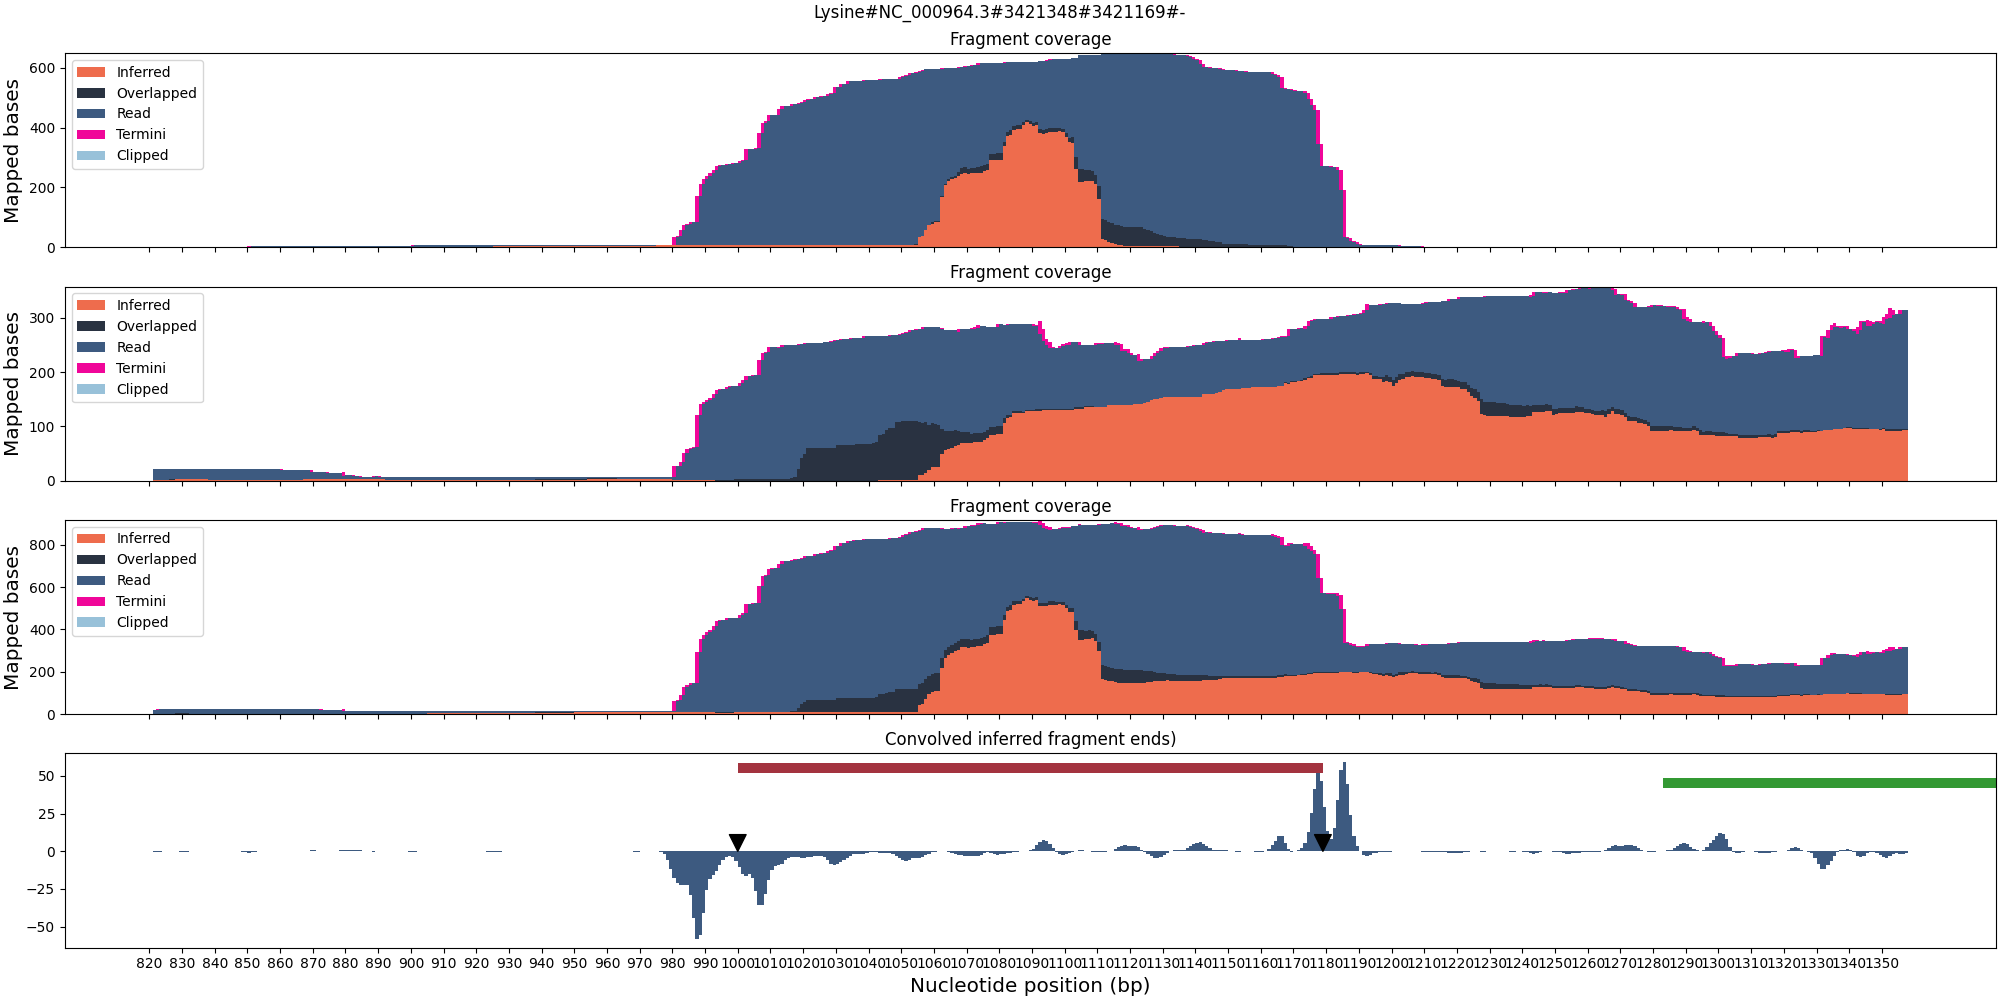 Lysine#NC_000964.3#3421348#3421169#-
Fragment coverage
Mapped bases
600
400
200
0
Inferred
Overlapped
Read
Termini
Clipped
Fragment coverage
Mapped bases
300
200
100
0
Inferred
Overlapped
Read
Termini
Clipped
Fragment coverage
Mapped bases
800
600
400
200
0
Inferred
Overlapped
Read
Termini
Clipped
Convolved inferred fragment ends)
50
25
0
−25
−50
820 830 840 850 860 870 880 890 900 910 920 930 940 950 960 970 980 990 1000 1010 1020 1030 1040 1050 1060 1070 1080 1090 1100 1110 1120 1130 1140 1150 1160 1170 1180 1190 1200 1210 1220 1230 1240 1250 1260 1270 1280 1290 1300 1310 1320 1330 1340 1350
Nucleotide position (bp)